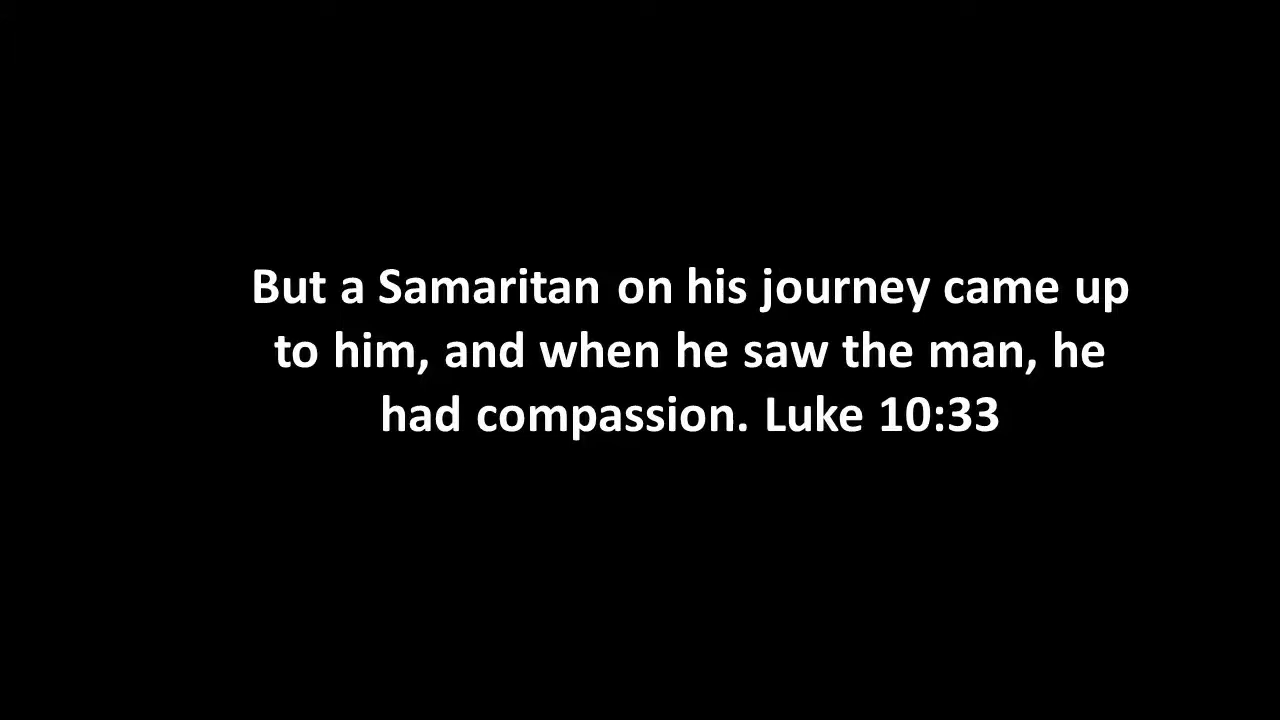 But a Samaritan on his journey came up
to him, and when he saw the man, he
had compassion. Luke 10:33